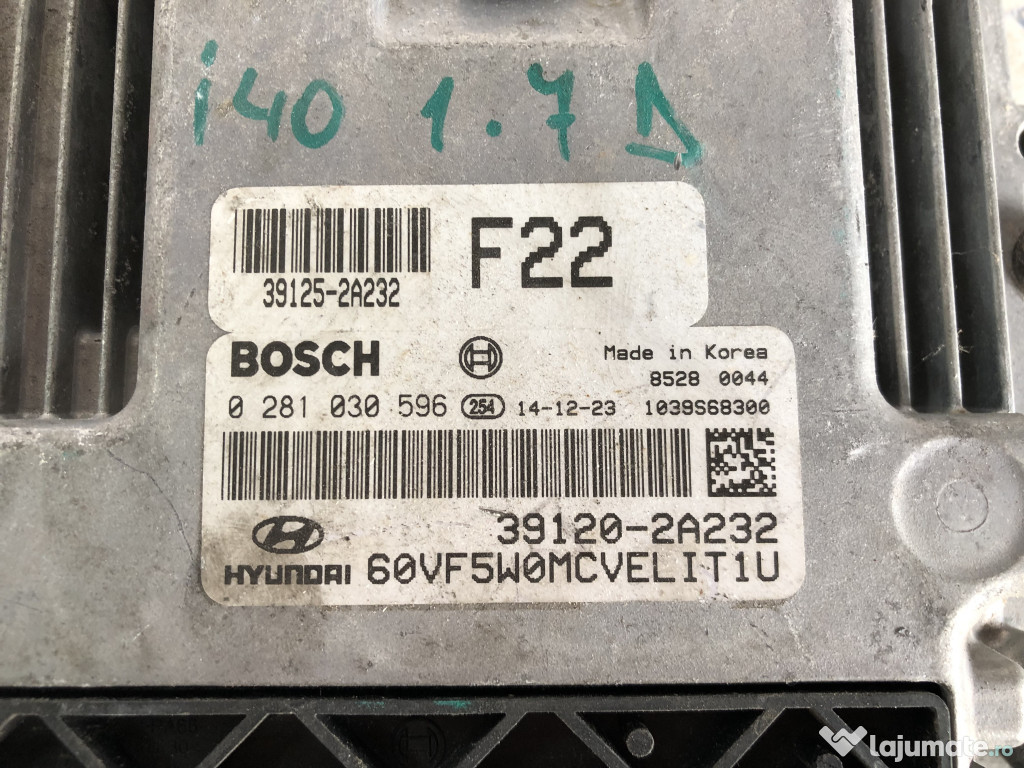 i40 1.7 D
F22
39125-2A232
BOSCH
Made in Korea
8528 0044
0 281 030 596 254 14-12-23 1039S68300
39120-2A232
HYUNDAI 60VF5W0MCVELIT1U
lajumate.ro